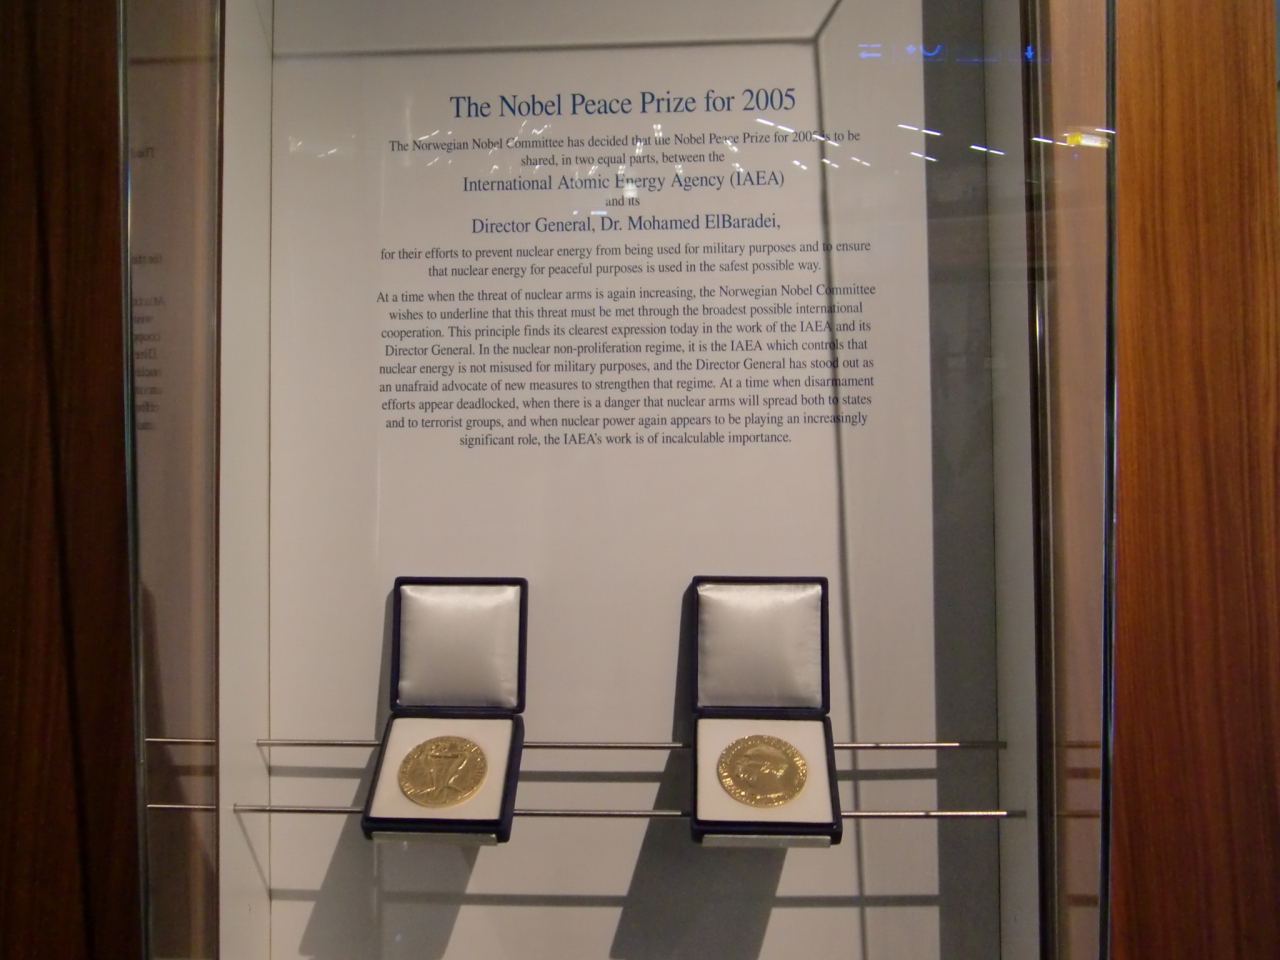 The Nobel Peace Prize for 2005
The Norwegian Nobel Committee has decided that the Nobel Peace Prize for 2005 is to be
shared, in two equal parts, between the
International Atomic Energy Agency (IAEA)
and its
Director General, Dr. Mohamed ElBaradei,
for their efforts to prevent nuclear energy from being used for military purposes and to ensure
that nuclear energy for peaceful purposes is used in the safest possible way.
At a time when the threat of nuclear arms is again increasing, the Norwegian Nobel Committee
wishes to underline that this threat must be met through the broadest possible international
cooperation. This principle finds its clearest expression today in the work of the IAEA and its
Director General. In the nuclear non-proliferation regime, it is the IAEA which controls that
nuclear energy is not misused for military purposes, and the Director General has stood out as
an unafraid advocate of new measures to strengthen that regime. At a time when disarmament
efforts appear deadlocked, when there is a danger that nuclear arms will spread both to states
and to terrorist groups, and when nuclear power again appears to be playing an increasingly
significant role, the IAEA's work is of incalculable importance.